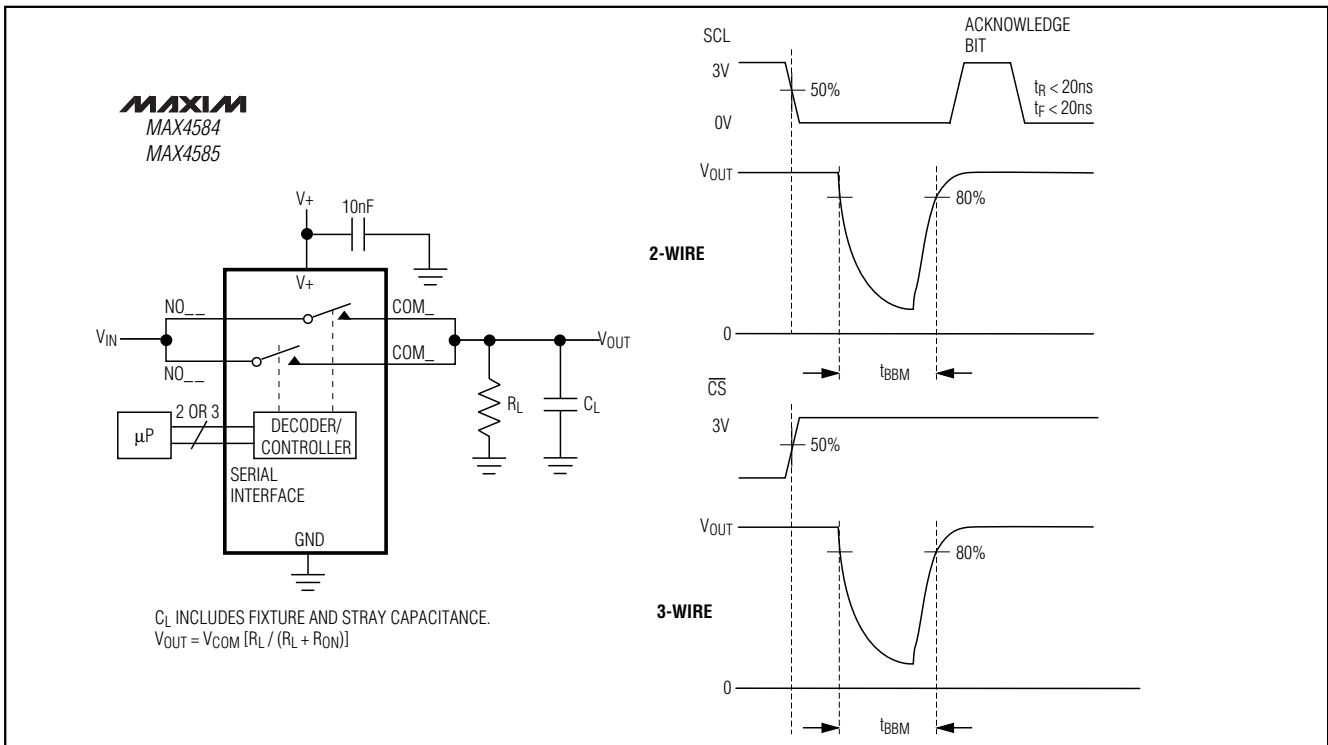 MAXIM
MAX4584
MAX4585
V+
10nF
V+
NO__
COM_
VIN
VOUT
NO__
COM_
RL
CL
2 OR 3
µP
DECODER/
CONTROLLER
SERIAL
INTERFACE
GND
CL INCLUDES FIXTURE AND STRAY CAPACITANCE.
VOUT = VCOM [RL / (RL + RON)]
SCL
ACKNOWLEDGE
BIT
3V
50%
tR < 20ns
tF < 20ns
0V
VOUT
80%
2-WIRE
0
tBBM
CS
3V
50%
VOUT
80%
3-WIRE
0
tBBM